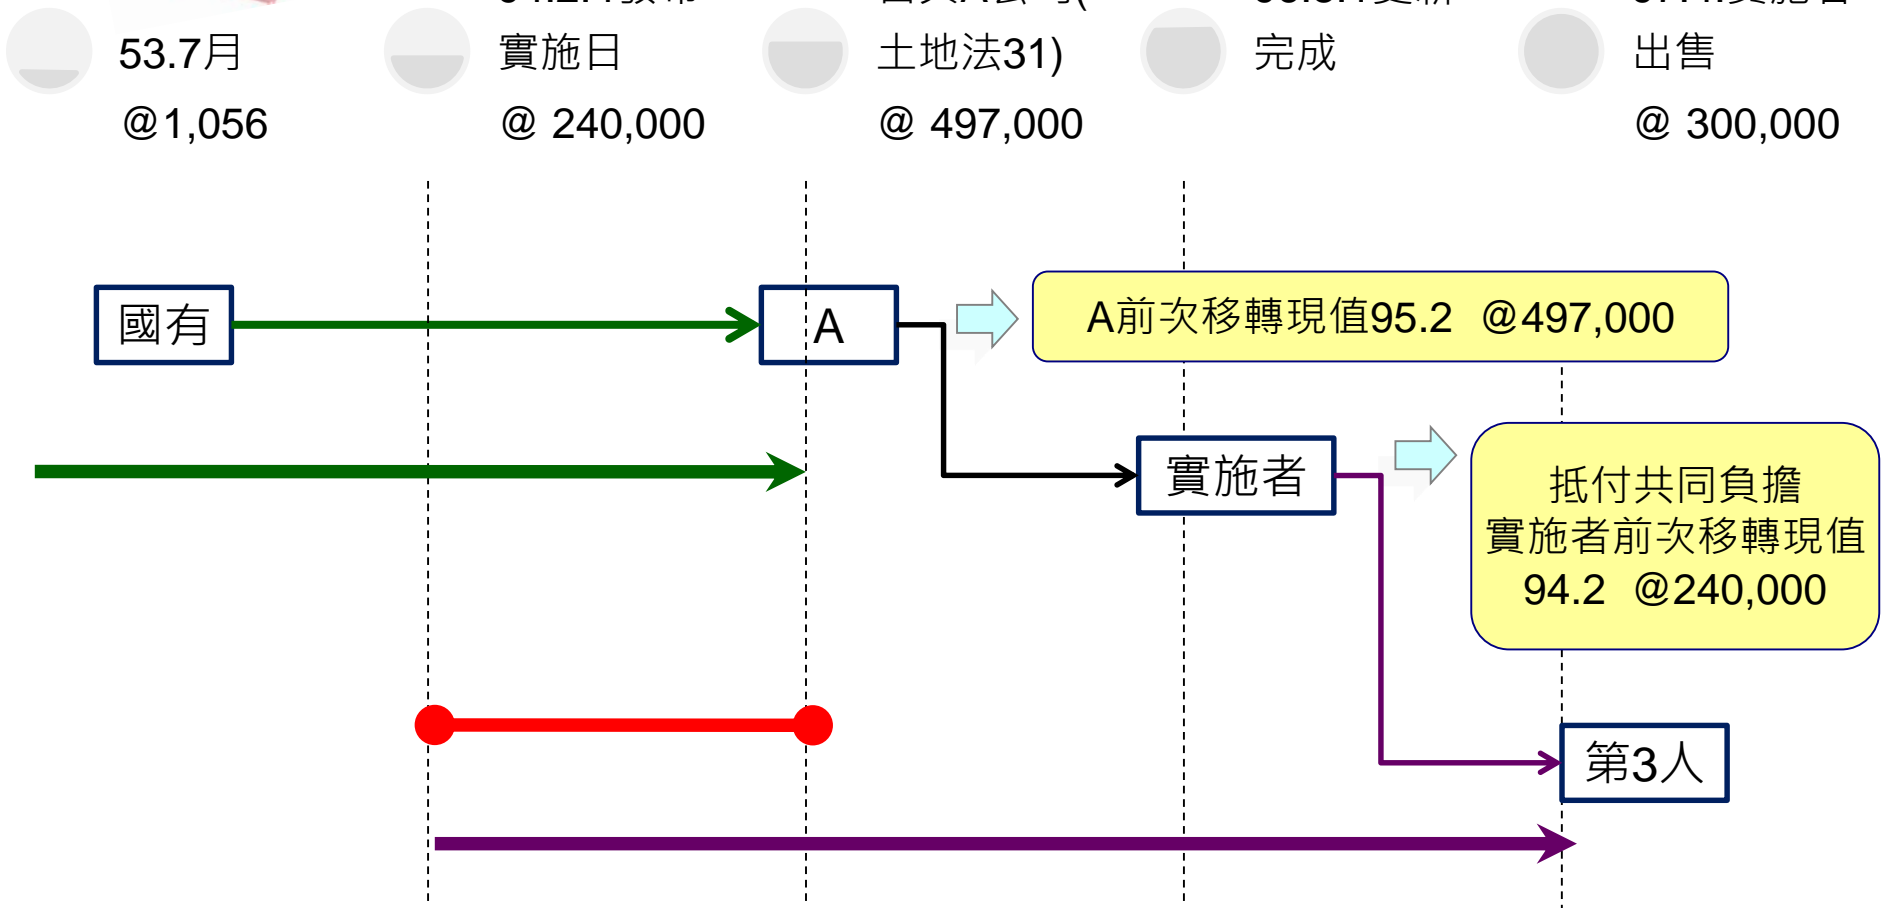 53.7月
@1,056
實施日
@ 240,000
土地法31)
@ 497,000
完成
出售
@ 300,000
國有
A
A前次移轉現值95.2 @497,000
實施者
抵付共同負擔
實施者前次移轉現值
94.2 @240,000
第3人